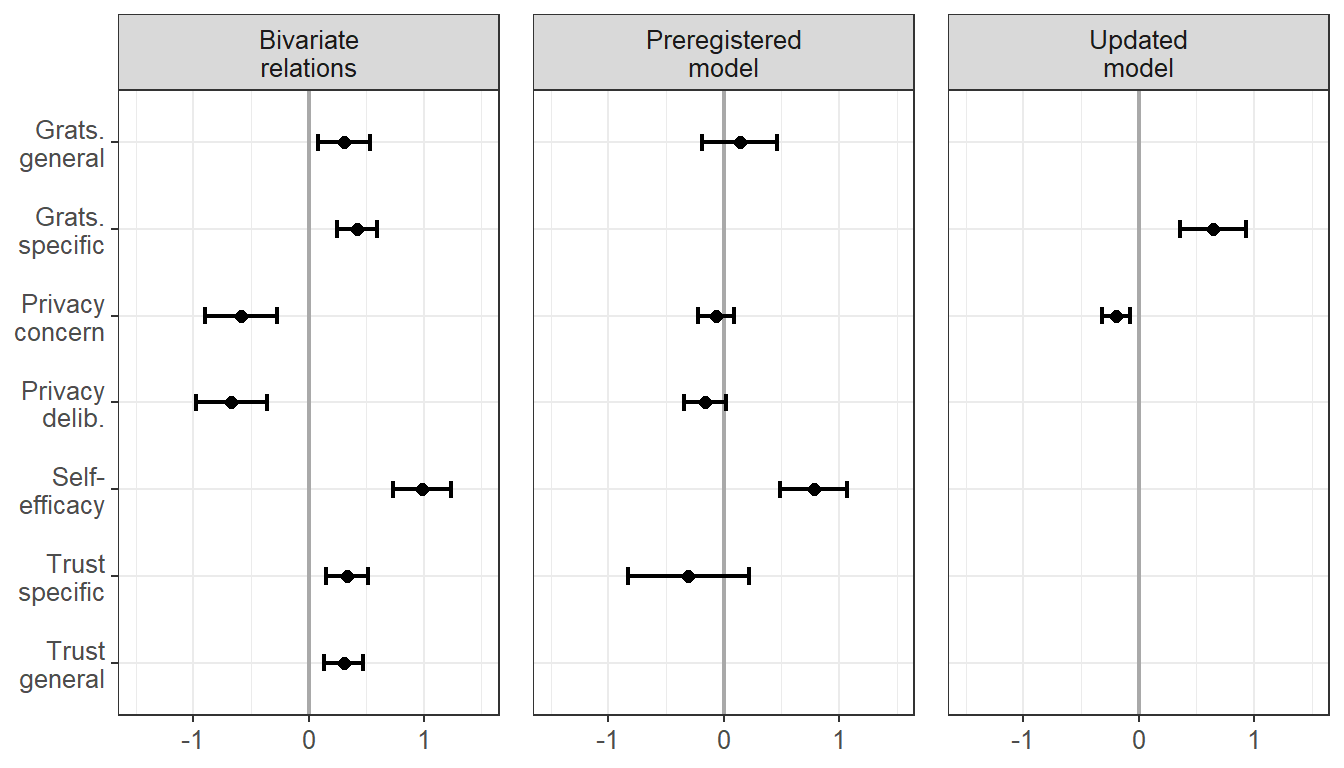 Bivariate
relations
Preregistered
model
Updated
model
Grats.
general
Grats.
specific
Privacy
concern
Privacy
delib.
Self-
efficacy
Trust
specific
Trust
general
-1 0 1
-1 0 1
-1 0 1